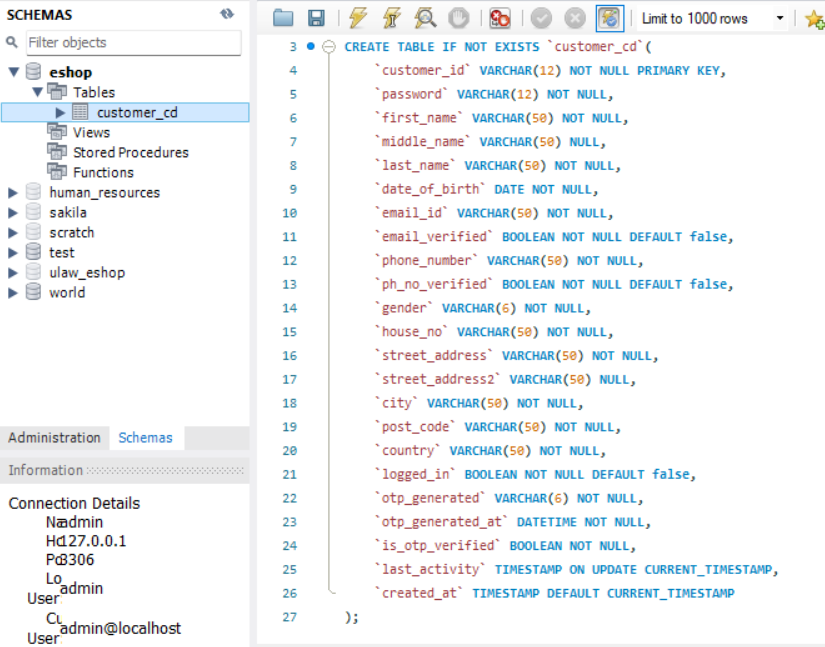 SCHEMAS
Filter objects
eshop
Tables
customer_cd
Views
Stored Procedures
Functions
human_resources
sakila
scratch
test
ulaw_eshop
world
Administration Schemas
Information
Connection Details
admin
127.0.0.1
3306
Lo
admin
User
admin@localhost
User
Limit to 1000 rows
3 CREATE TABLE IF NOT EXISTS `customer_cd`(
4 `customer_id` VARCHAR(12) NOT NULL PRIMARY KEY,
5 `password` VARCHAR(12) NOT NULL,
6 `first_name` VARCHAR(50) NOT NULL,
7 `middle_name` VARCHAR(50) NULL,
8 `last_name` VARCHAR(50) NOT NULL,
9 `date_of_birth` DATE NOT NULL,
10 `email_id` VARCHAR(50) NOT NULL,
11 `email_verified` BOOLEAN NOT NULL DEFAULT false,
12 `phone_number` VARCHAR(50) NOT NULL,
13 `ph_no_verified` BOOLEAN NOT NULL DEFAULT false,
14 `gender` VARCHAR(6) NOT NULL,
15 `house_no` VARCHAR(50) NOT NULL,
16 `street_address` VARCHAR(50) NOT NULL,
17 `street_address2` VARCHAR(50) NULL,
18 `city` VARCHAR(50) NOT NULL,
19 `post_code` VARCHAR(50) NOT NULL,
20 `country` VARCHAR(50) NOT NULL,
21 `logged_in` BOOLEAN NOT NULL DEFAULT false,
22 `otp_generated` VARCHAR(6) NOT NULL,
23 `otp_generated_at` DATETIME NOT NULL,
24 `is_otp_verified` BOOLEAN NOT NULL,
25 `last_activity` TIMESTAMP ON UPDATE CURRENT_TIMESTAMP,
26 `created_at` TIMESTAMP DEFAULT CURRENT_TIMESTAMP
27 );